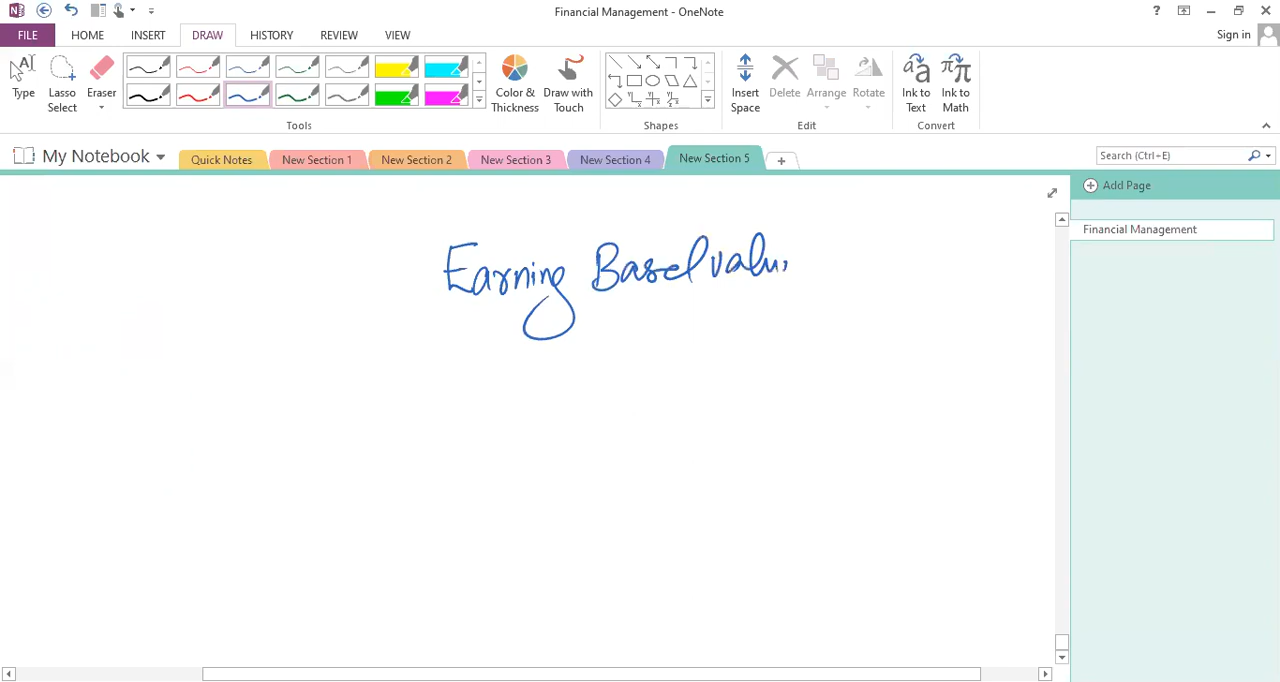 Financial Management - OneNote
?
FILE HOME INSERT DRAW HISTORY REVIEW VIEW Sign in
Type Lasso Select Eraser Color & Thickness Draw with Touch Insert Space Delete Arrange Rotate Ink to Text Ink to Math
Tools Shapes Edit Convert
My Notebook Quick Notes New Section 1 New Section 2 New Section 3 New Section 4 New Section 5 Search (Ctrl+E)
Add Page
Financial Management
Earning Based valu